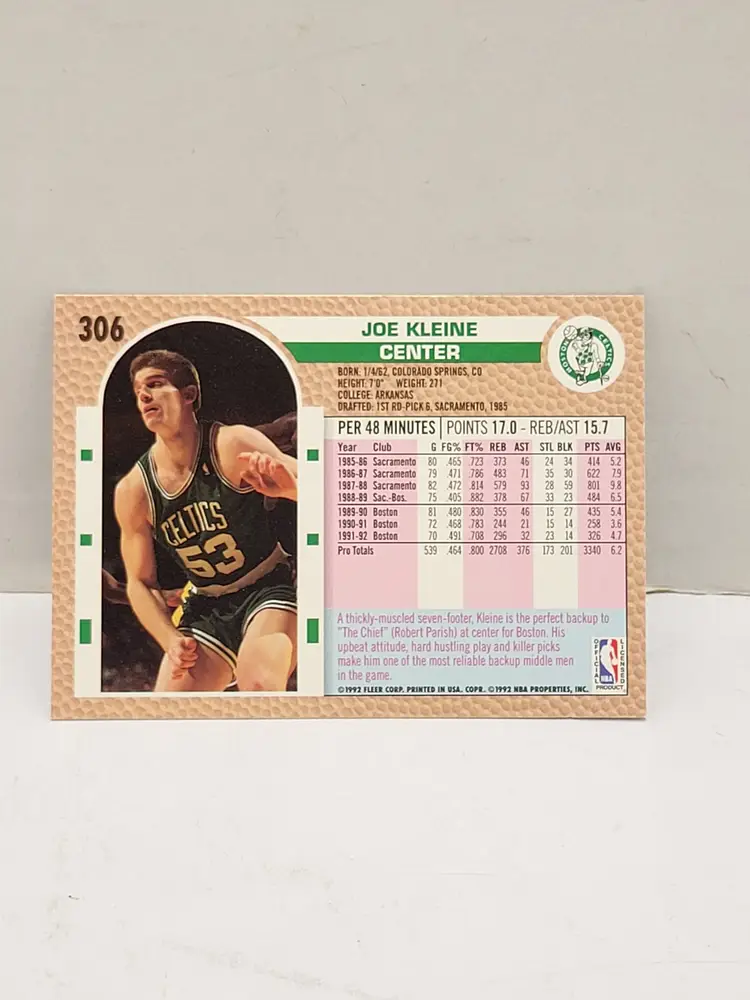 306
JOE KLEINE
CENTER
BOSTON CELTICS
BORN: 1/4/62, COLORADO SPRINGS, CO
HEIGHT: 7'0" WEIGHT: 271
COLLEGE: ARKANSAS
DRAFTED: 1ST RD-PICK 6, SACRAMENTO, 1985
PER 48 MINUTES POINTS 17.0 - REB/AST 15.7
Year Club G FG% FT% REB AST STL BLK PTS AVG
1985-86 Sacramento 80 .465 .723 373 46 24 34 414 5.2
1986-87 Sacramento 79 .471 .786 483 71 35 30 622 7.9
1987-88 Sacramento 82 .472 .814 579 93 28 59 801 9.8
1988-89 Sac.-Bos. 75 .405 .882 378 67 33 23 484 6.5
1989-90 Boston 81 .480 .830 355 46 15 27 435 5.4
1990-91 Boston 72 .468 .783 244 21 15 14 258 3.6
1991-92 Boston 70 .491 .708 296 32 23 14 326 4.7
Pro Totals 539 .464 .800 2708 376 173 201 3340 6.2
CELTICS
53
A thickly-muscled seven-footer, Kleine is the perfect backup to
"The Chief" (Robert Parish) at center for Boston. His
upbeat attitude, hard hustling play and killer picks
make him one of the most reliable backup middle men
in the game.
©1992 FLEER CORP. PRINTED IN USA. COPR. ©1992 NBA PROPERTIES, INC.
OFFICIAL
LICENSED
NBA
PRODUCT